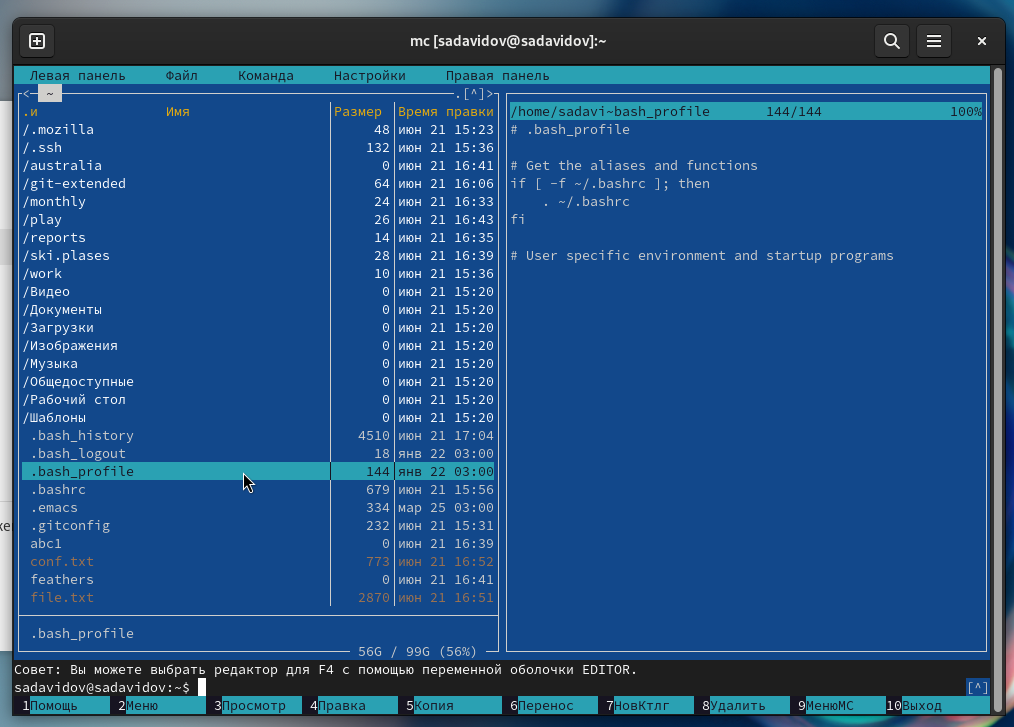 mc [sadavidov@sadavidov]:~
Левая панель Файл Команда Настройки Правая панель
<─ ~ .[^]>
.и Имя Размер Время правки
/.mozilla 48 июн 21 15:23
/.ssh 132 июн 21 15:36
/australia 0 июн 21 16:41
/git-extended 64 июн 21 16:06
/monthly 24 июн 21 16:33
/play 26 июн 21 16:43
/reports 14 июн 21 16:35
/ski.plases 28 июн 21 16:39
/work 10 июн 21 15:36
/Видео 0 июн 21 15:20
/Документы 0 июн 21 15:20
/Загрузки 0 июн 21 15:20
/Изображения 0 июн 21 15:20
/Музыка 0 июн 21 15:20
/Общедоступные 0 июн 21 15:20
/Рабочий стол 0 июн 21 15:20
/Шаблоны 0 июн 21 15:20
.bash_history 4510 июн 21 17:04
.bash_logout 18 янв 22 03:00
.bash_profile 144 янв 22 03:00
.bashrc 679 июн 21 15:56
.emacs 334 мар 25 03:00
.gitconfig 232 июн 21 15:31
abc1 0 июн 21 16:39
conf.txt 773 июн 21 16:52
feathers 0 июн 21 16:41
file.txt 2870 июн 21 16:51
.bash_profile
56G / 99G (56%)
/home/sadavi~bash_profile 144/144 100%
# .bash_profile
# Get the aliases and functions
if [ -f ~/.bashrc ]; then
. ~/.bashrc
fi
# User specific environment and startup programs
Совет: Вы можете выбрать редактор для F4 с помощью переменной оболочки EDITOR.
sadavidov@sadavidov:~$ [^]
1Помощь 2Меню 3Просмотр 4Правка 5Копия 6Перенос 7НовКтлг 8Удалить 9МенюMC 10Выход